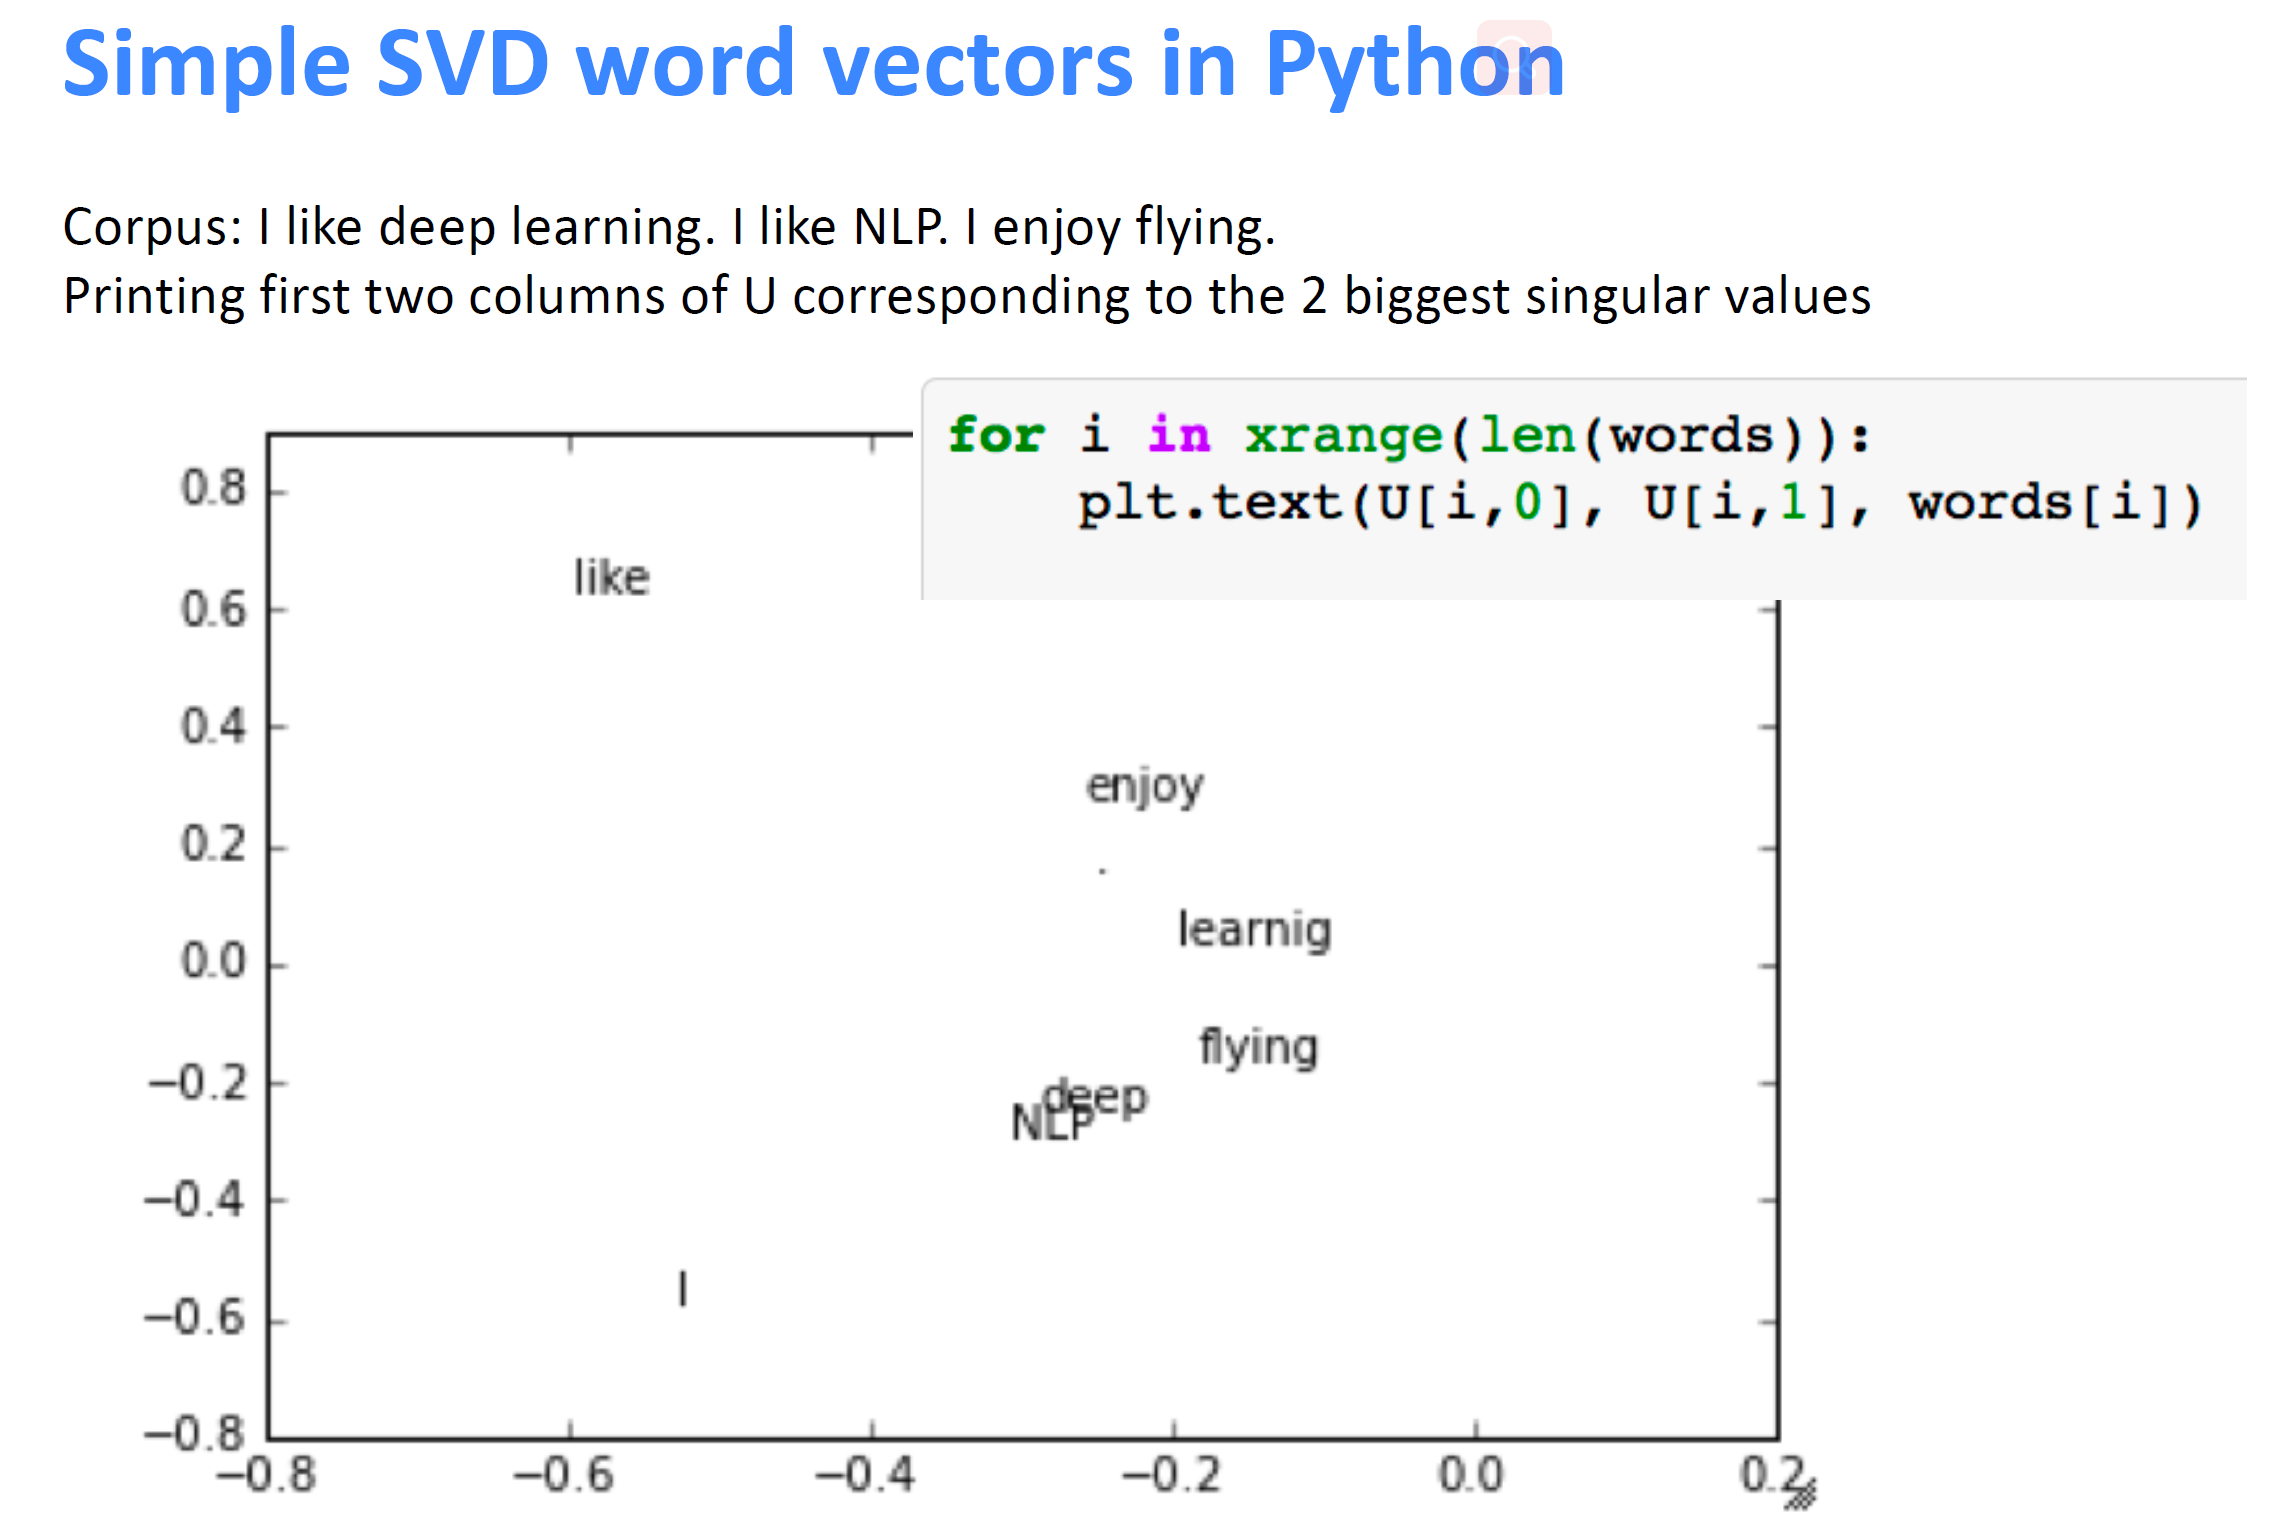 Simple SVD word vectors in Python
Corpus: I like deep learning. I like NLP. I enjoy flying.
Printing first two columns of U corresponding to the 2 biggest singular values
for i in xrange(len(words)):
    plt.text(U[i,0], U[i,1], words[i])
0.8
like
0.6
0.4
enjoy
0.2
.
learnig
0.0
flying
−0.2
deep
NLP
−0.4
I
−0.6
−0.8
−0.8 −0.6 −0.4 −0.2 0.0 0.2